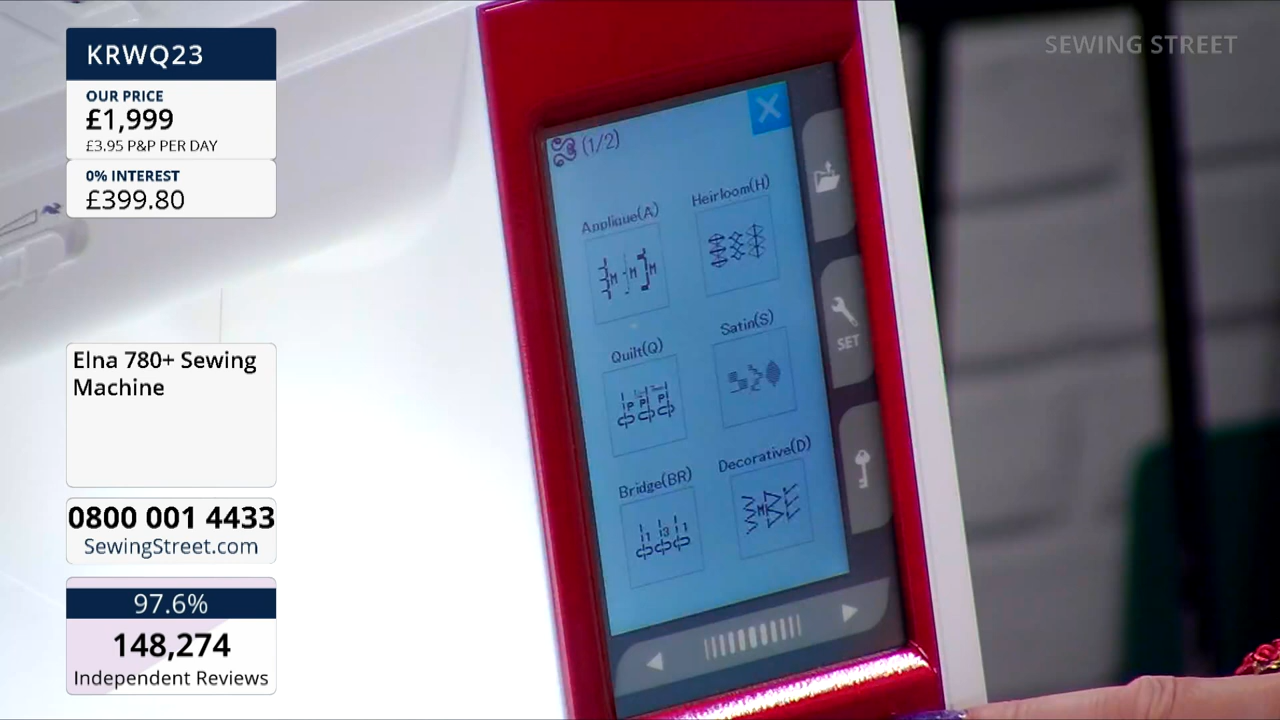 KRWQ23
OUR PRICE
£1,999
£3.95 P&P PER DAY
0% INTEREST
£399.80
Elna 780+ Sewing
Machine
0800 001 4433
SewingStreet.com
97.6%
148,274
Independent Reviews
SEWING STREET
(1/2)
Applique(A)
Heirloom(H)
Quilt(Q)
Satin(S)
Bridge(BR)
Decorative(D)
SET